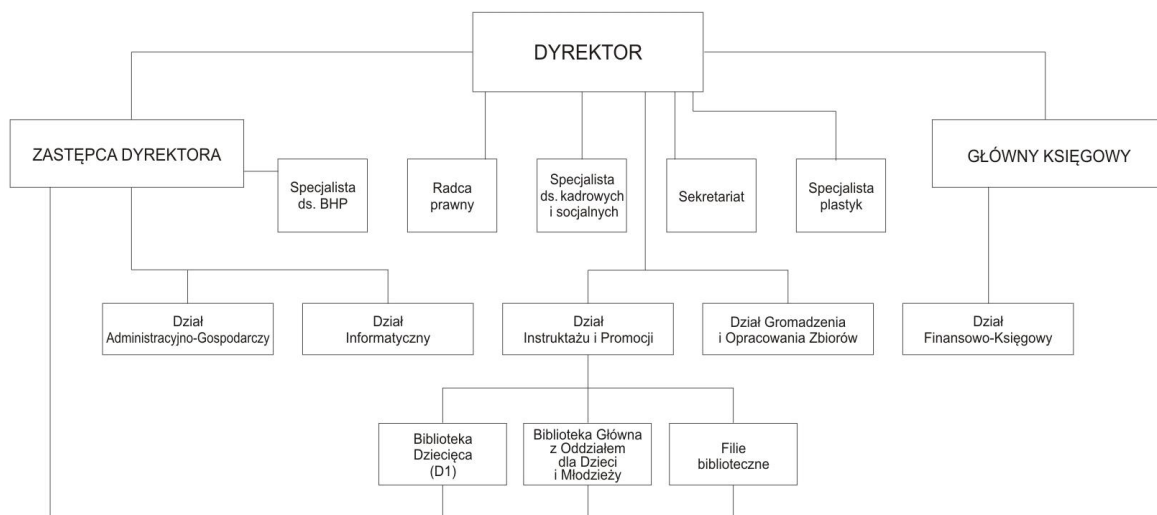 DYREKTOR
ZASTĘPCA DYREKTORA
GŁÓWNY KSIĘGOWY
Specjalista
ds. BHP
Radca
prawny
Specjalista
ds. kadrowych
i socjalnych
Sekretariat
Specjalista
plastyk
Dział
Administracyjno-Gospodarczy
Dział
Informatyczny
Dział
Instruktażu i Promocji
Dział Gromadzenia
i Opracowania Zbiorów
Dział
Finansowo-Księgowy
Biblioteka
Dziecięca
(D1)
Biblioteka Główna
z Oddziałem
dla Dzieci
i Młodzieży
Filie
biblioteczne